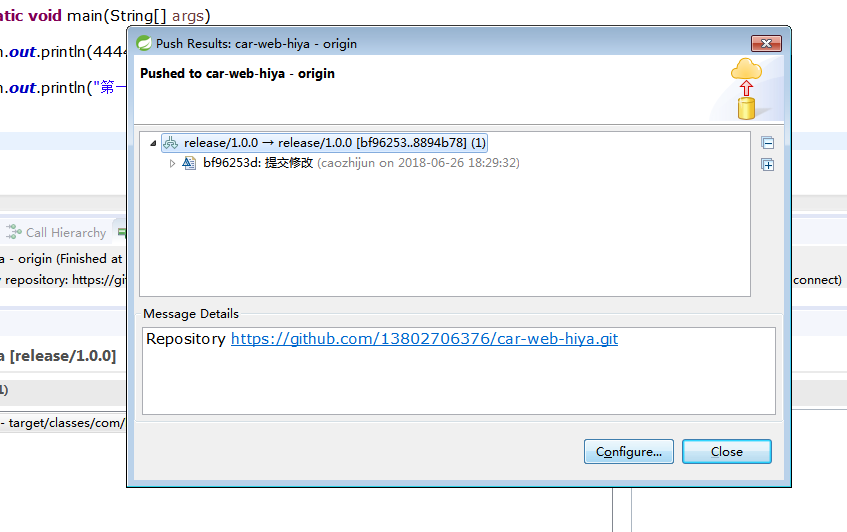 atic void main(String[] args)
n.out.println(4444
n.out.println("第一
Push Results: car-web-hiya - origin
Pushed to car-web-hiya - origin
release/1.0.0 → release/1.0.0 [bf96253..8894b78] (1)
bf96253d: 提交修改 (caozhijun on 2018-06-26 18:29:32)
Call Hierarchy
a - origin (Finished at
repository: https://git
connect)
Message Details
Repository https://github.com/13802706376/car-web-hiya.git
a [release/1.0.0]
1)
- target/classes/com/
Configure...
Close